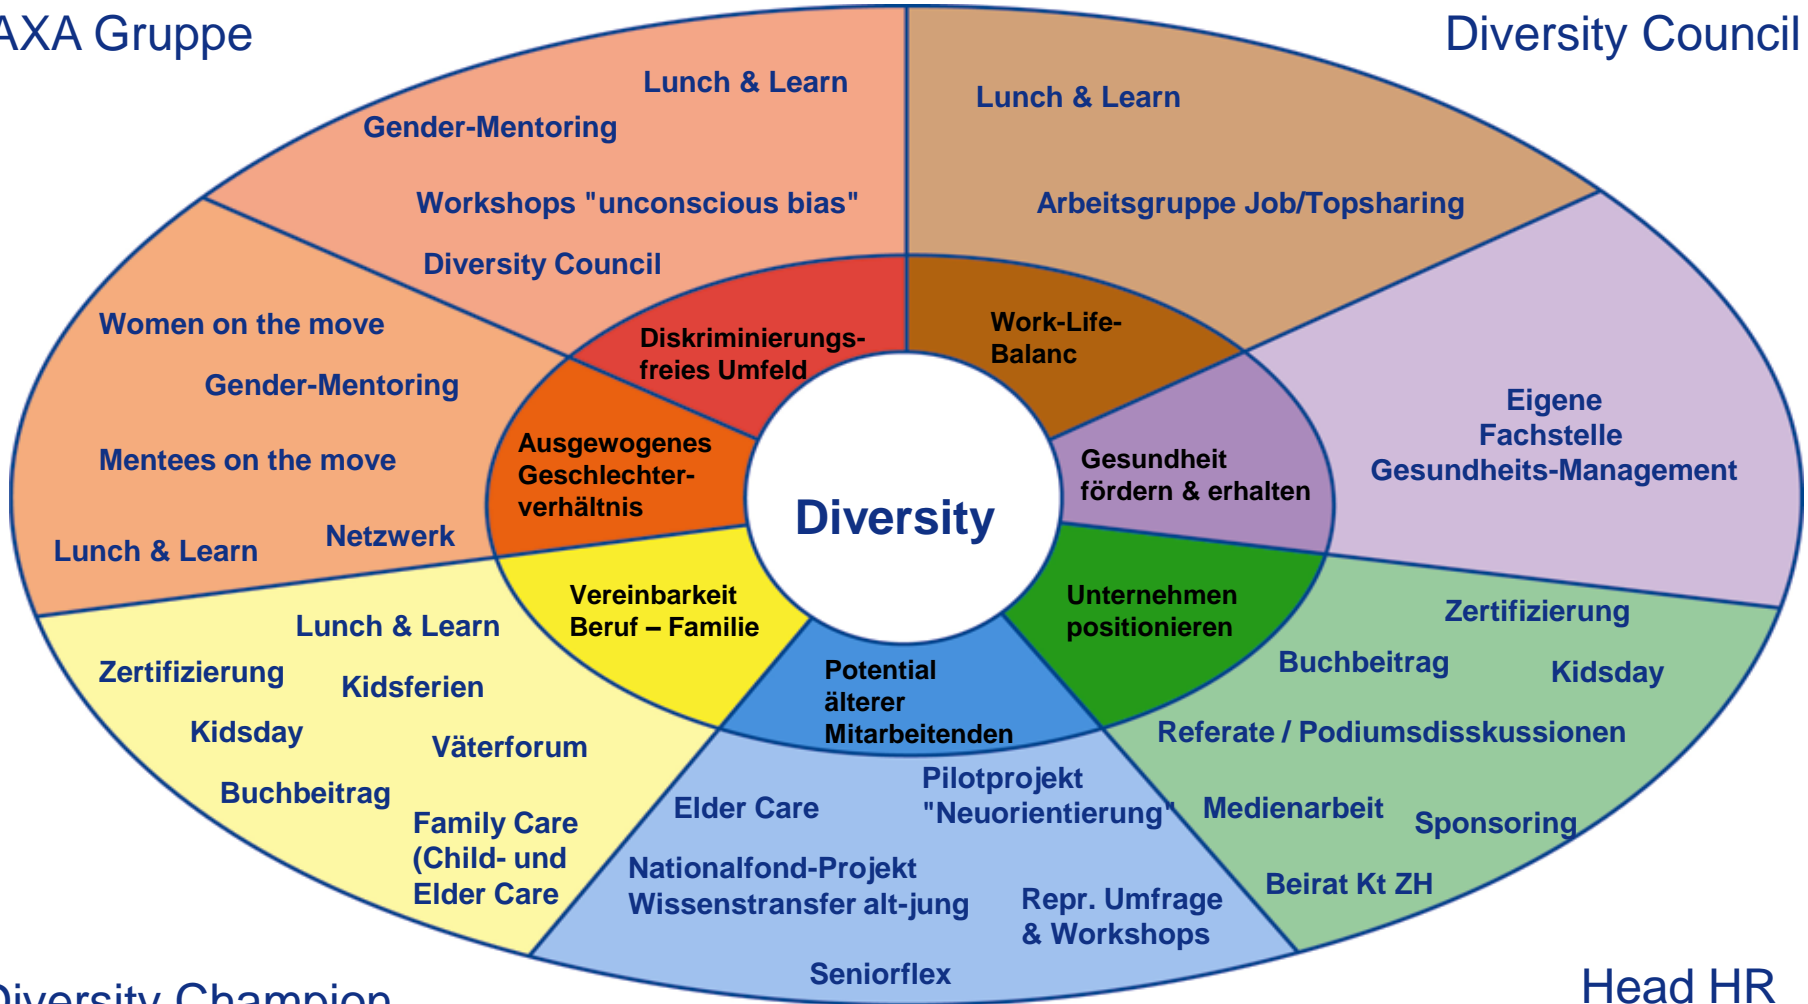 AXA Gruppe
Diversity Council
Lunch & Learn
Gender-Mentoring
Workshops "unconscious bias"
Diversity Council
Lunch & Learn
Arbeitsgruppe Job/Topsharing
Women on the move
Gender-Mentoring
Mentees on the move
Netzwerk
Lunch & Learn
Diskriminierungs-
freies Umfeld
Work-Life-
Balanc
Ausgewogenes
Geschlechter-
verhältnis
Diversity
Gesundheit
fördern & erhalten
Eigene
Fachstelle
Gesundheits-Management
Vereinbarkeit
Beruf – Familie
Potential
älterer
Mitarbeitenden
Unternehmen
positionieren
Lunch & Learn
Zertifizierung
Kidsferien
Kidsday
Väterforum
Buchbeitrag
Family Care
(Child- und
Elder Care
Pilotprojekt
"Neuorientierung"
Elder Care
Nationalfond-Projekt
Wissenstransfer alt-jung
Repr. Umfrage
& Workshops
Seniorflex
Zertifizierung
Buchbeitrag
Kidsday
Referate / Podiumsdisskussionen
Medienarbeit
Sponsoring
Beirat Kt ZH
Diversity Champion
Head HR